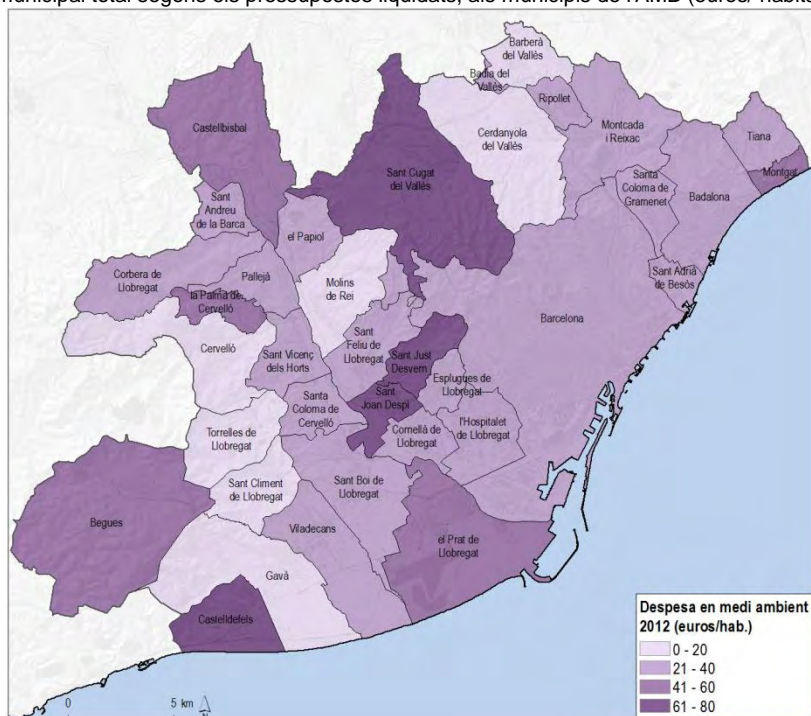 municipal total segons els pressupostos liquidats, als municipis de l'AMB (euros/
Barberà
del Vallès
Badia del
Vallès
Ripollet
Castellbisbal
Cerdanyola
del Vallès
Montcada
i Reixac
Tiana
Montgat
Sant Cugat
del Vallès
Santa
Coloma de
Gramenet
Badalona
Sant
Andreu
de la Barca
el Papiol
Corbera de
Llobregat
Pallejà
Molins
de Rei
Sant Adrià
de Besòs
la Palma de
Cervelló
Barcelona
Cervelló
Sant Vicenç
dels Horts
Sant
Feliu de
Llobregat
Sant Just
Desvern
Esplugues de
Llobregat
Sant
Joan Despí
Santa
Coloma de
Cervelló
Cornellà de
Llobregat
l'Hospitalet
de Llobregat
Torrelles de
Llobregat
Sant Climent
de Llobregat
Sant Boi de
Llobregat
Begues
Viladecans
el Prat de
Llobregat
Gavà
Castelldefels
Despesa en medi ambient
2012 (euros/hab.)
0 - 20
21 - 40
41 - 60
61 - 80
0 5 km
N